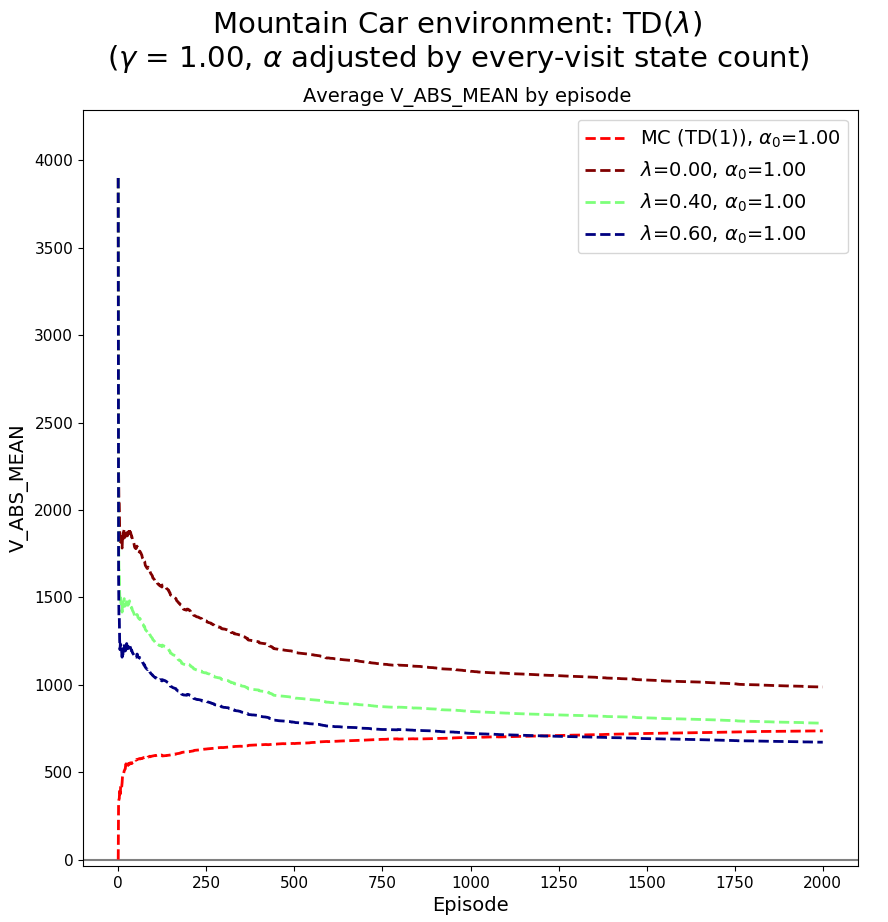 Mountain Car environment: TD(λ)
(γ = 1.00, α adjusted by every-visit state count)
Average V_ABS_MEAN by episode
MC (TD(1)), α₀=1.00
λ=0.00, α₀=1.00
λ=0.40, α₀=1.00
λ=0.60, α₀=1.00
4000
3500
3000
2500
2000
1500
1000
500
0
V_ABS_MEAN
0 250 500 750 1000 1250 1500 1750 2000
Episode